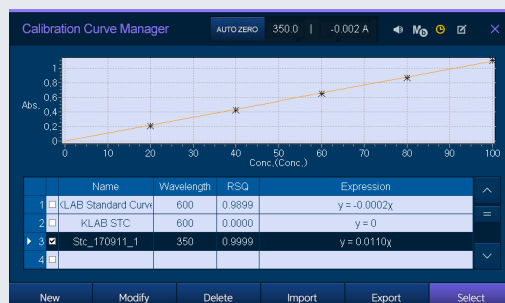 Calibration Curve Manager AUTO ZERO 350.0 | -0.002 A
1
0,8
0,6
Abs.
0,4
0,2
0
0 10 20 30 40 50 60 70 80 90 100
Conc.(Conc.)
Name Wavelength RSQ Expression
1 KLAB Standard Curve 600 0.9899 y = -0.0002χ
2 KLAB STC 600 0.0000 y = 0
3 Stc_170911_1 350 0.9999 y = 0.0110χ
4
New Modify Delete Import Export Select